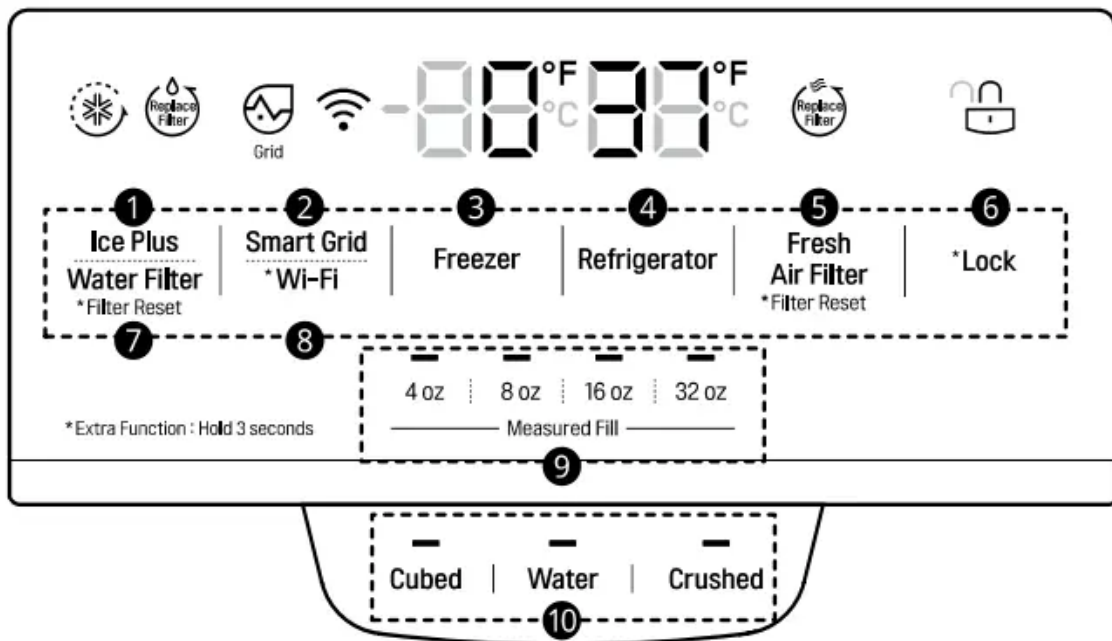 Replace Filter
Grid
0 °F °C 37 °F °C
Replace Filter
1 2 3 4 5 6
Ice Plus
Water Filter
*Filter Reset
Smart Grid
*Wi-Fi
Freezer
Refrigerator
Fresh
Air Filter
*Filter Reset
*Lock
7 8
4 oz 8 oz 16 oz 32 oz
*Extra Function : Hold 3 seconds
Measured Fill
9
Cubed Water Crushed
10